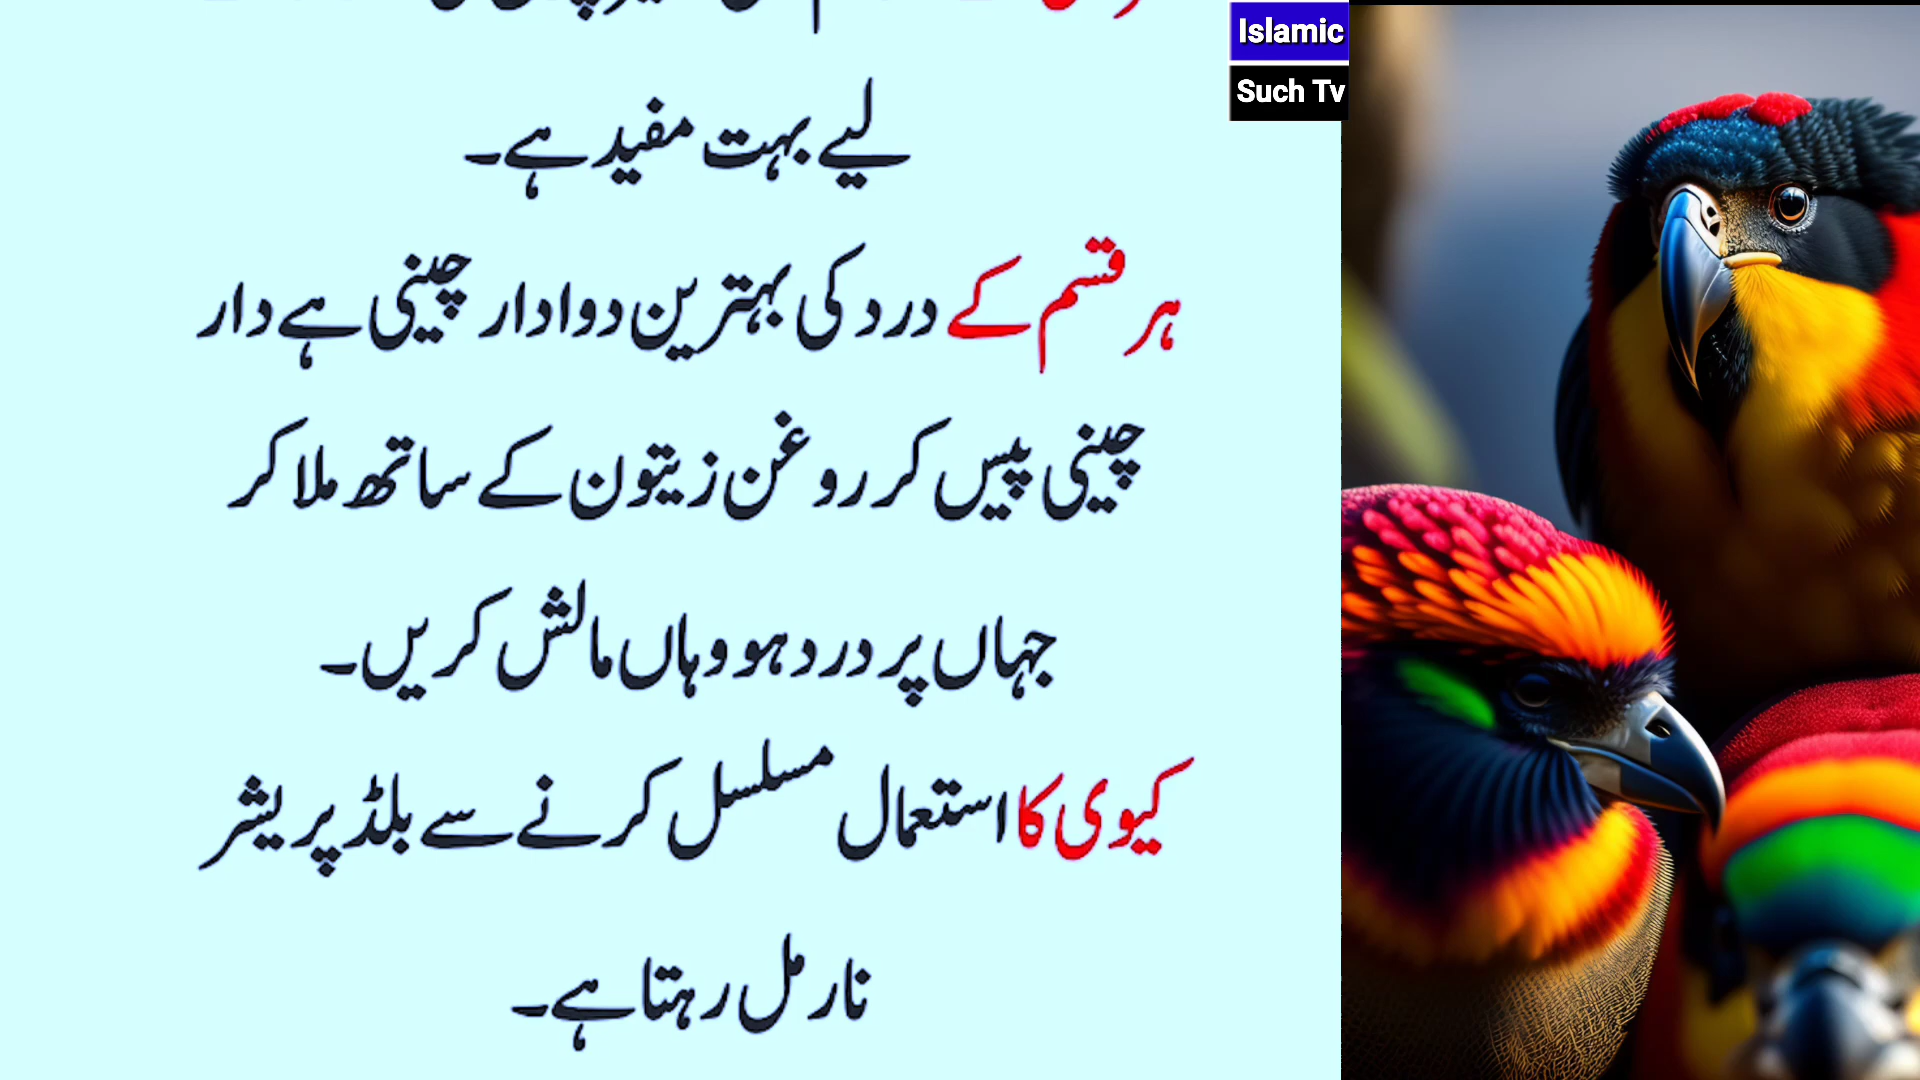 لیے بہت مفید ہے۔
ہر قسم کے درد کی بہترین دوا دار چینی ہے دار
چینی پیس کر روغن زیتون کے ساتھ ملا کر
جہاں پر درد ہو وہاں مالش کریں۔
کیوی کا استعمال مسلسل کرنے سے بلڈ پریشر
نارمل رہتا ہے۔
Islamic
Such Tv